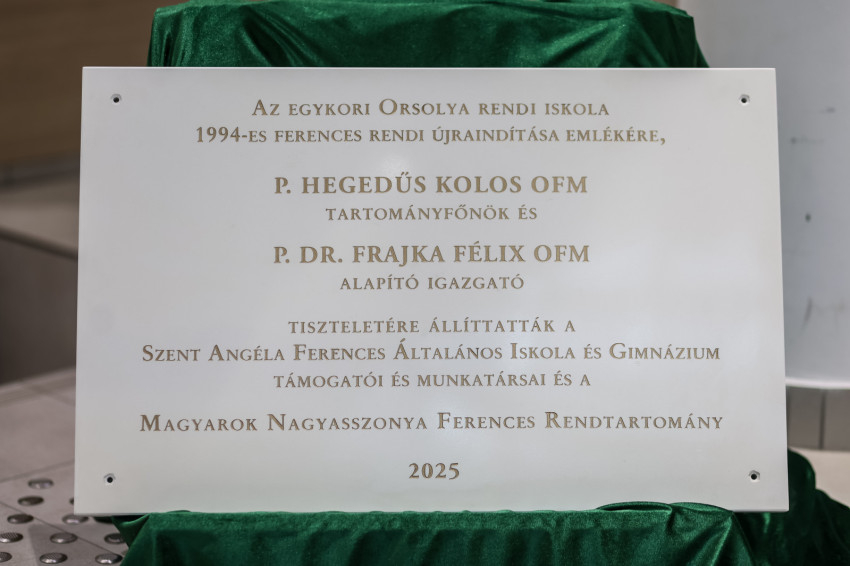 Az egykori Orsolya rendi iskola
1994-es ferences rendi újraindítása emlékére,
P. HEGEDŰS KOLOS OFM
tartományfőnök és
P. DR. FRAJKA FÉLIX OFM
alapító igazgató
tiszteletére állíttatták a
Szent Angéla Ferences Általános Iskola és Gimnázium
támogatói és munkatársai és a
Magyarok Nagyasszonya Ferences Rendtartomány
2025